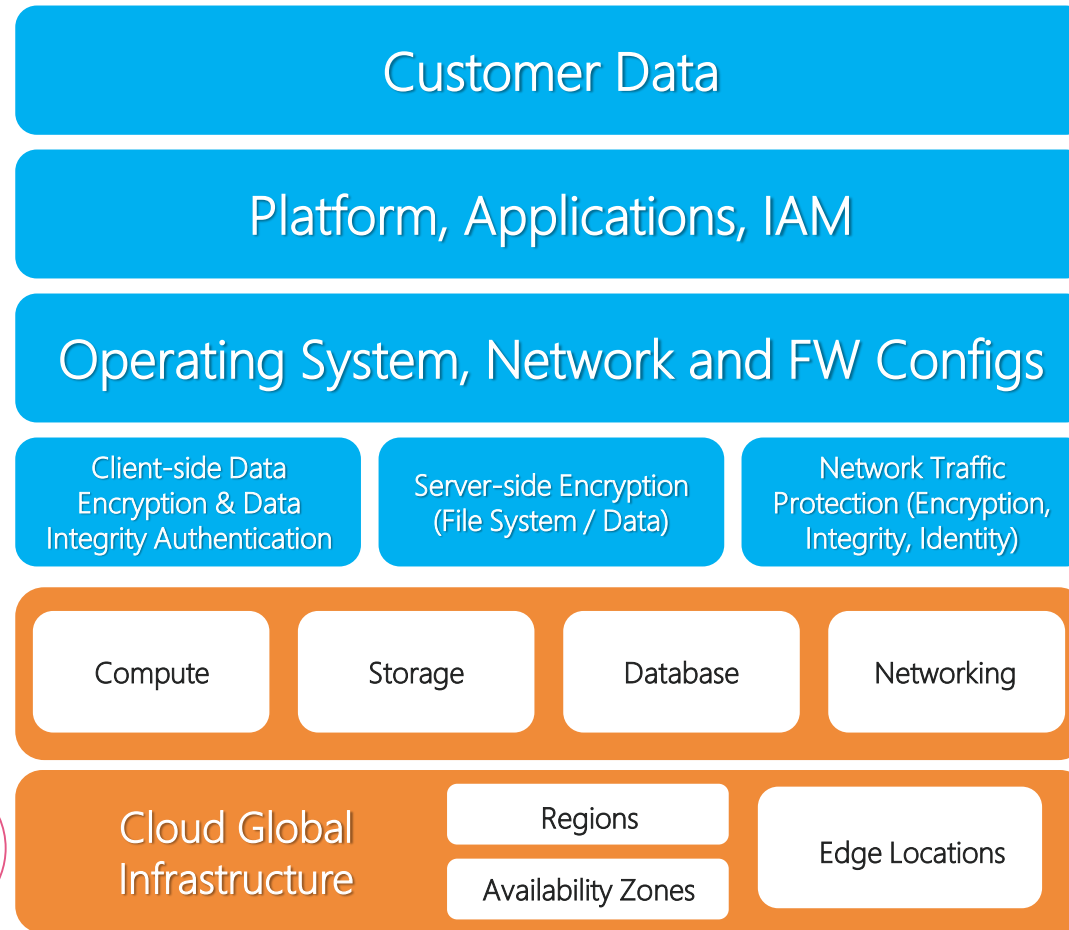 Customer Data
Platform, Applications, IAM
Operating System, Network and FW Configs
Client-side Data
Encryption & Data
Integrity Authentication
Server-side Encryption
(File System / Data)
Network Traffic
Protection (Encryption,
Integrity, Identity)
Compute
Storage
Database
Networking
Cloud Global
Infrastructure
Regions
Availability Zones
Edge Locations